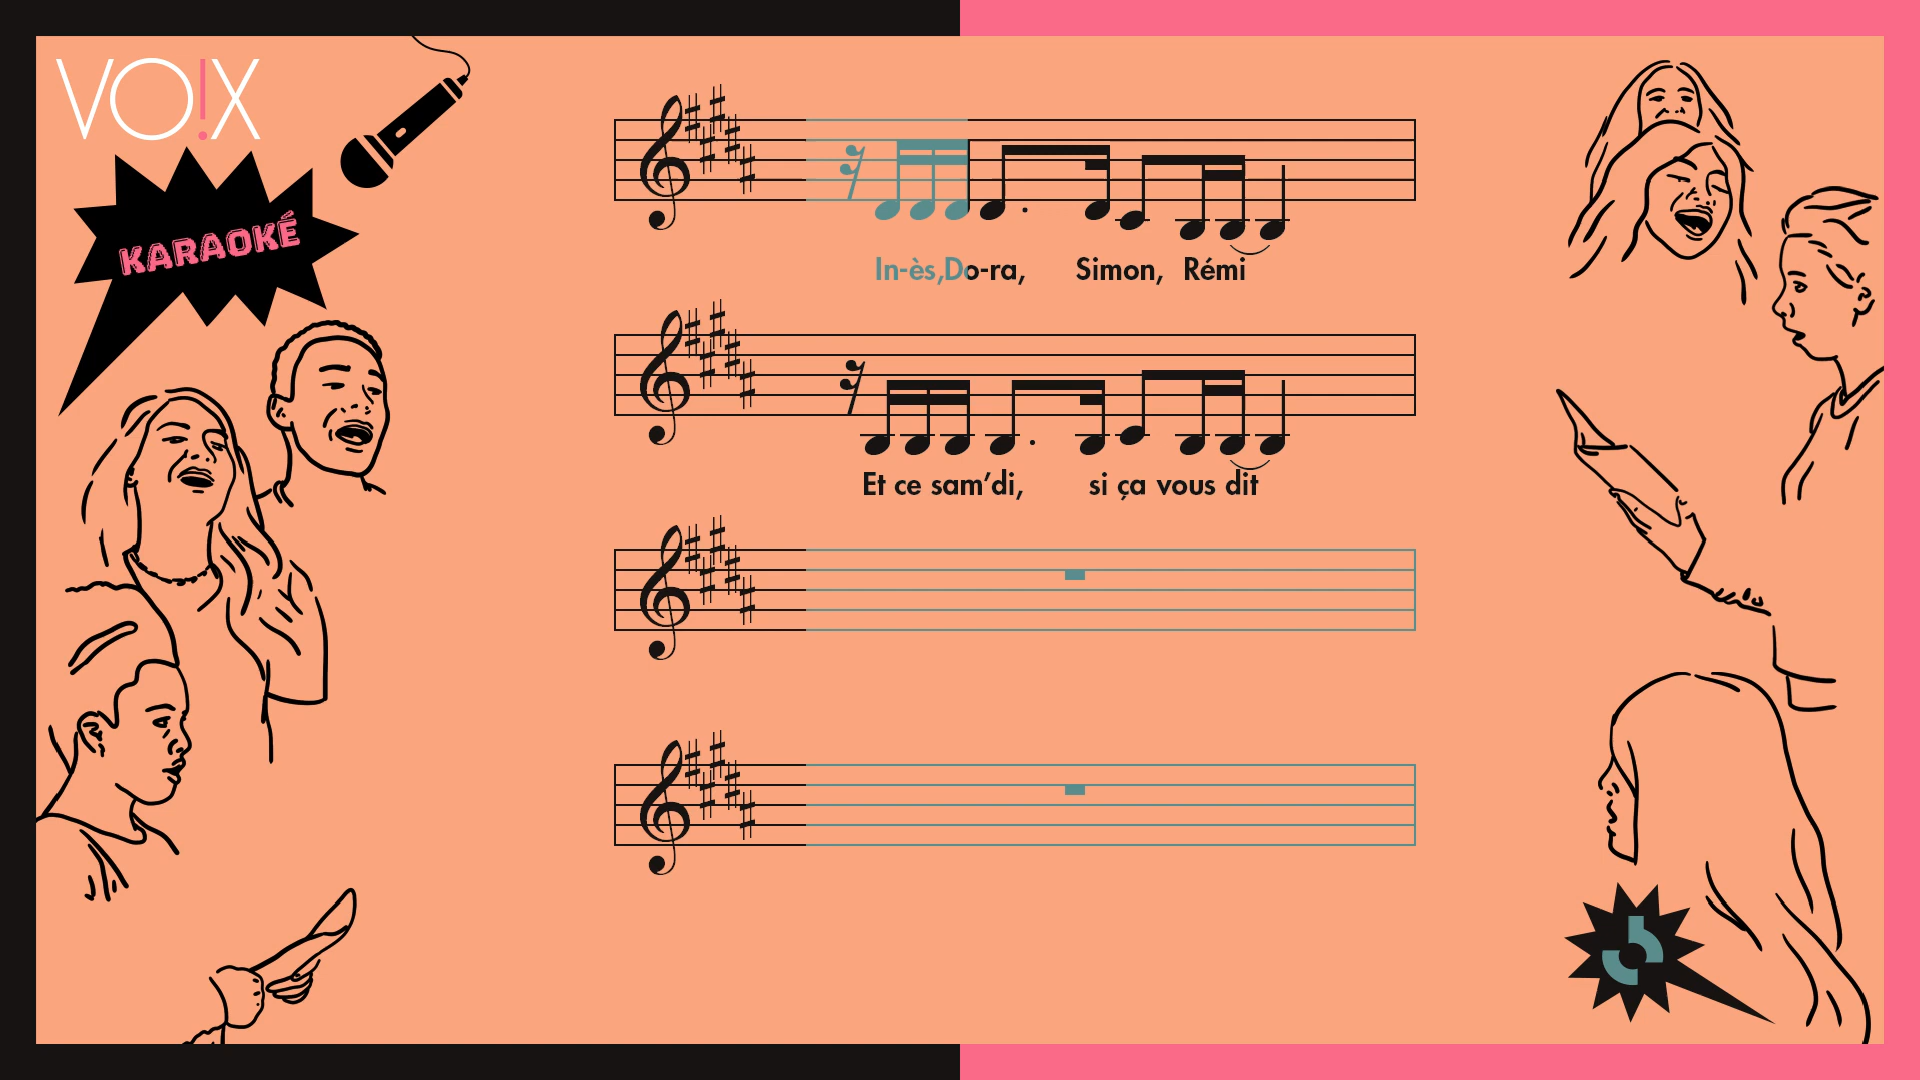 VO!X
KARAOKÉ
In-ès,Do-ra, Simon, Rémi
Et ce sam’di, si ça vous dit